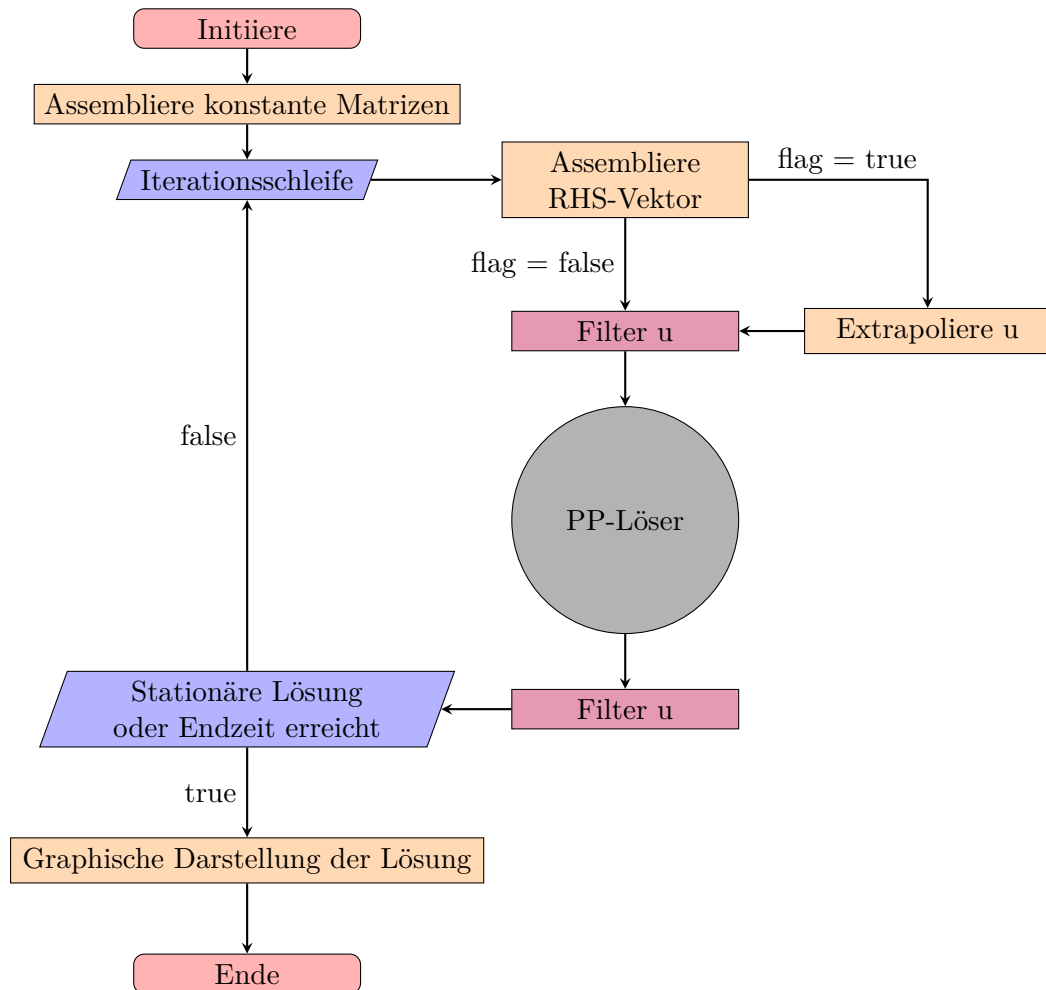 Initiiere
Assembliere konstante Matrizen
Iterationsschleife
Assembliere
RHS-Vektor
flag = true
flag = false
Filter u
Extrapoliere u
false
PP-Löser
Stationäre Lösung
oder Endzeit erreicht
Filter u
true
Graphische Darstellung der Lösung
Ende